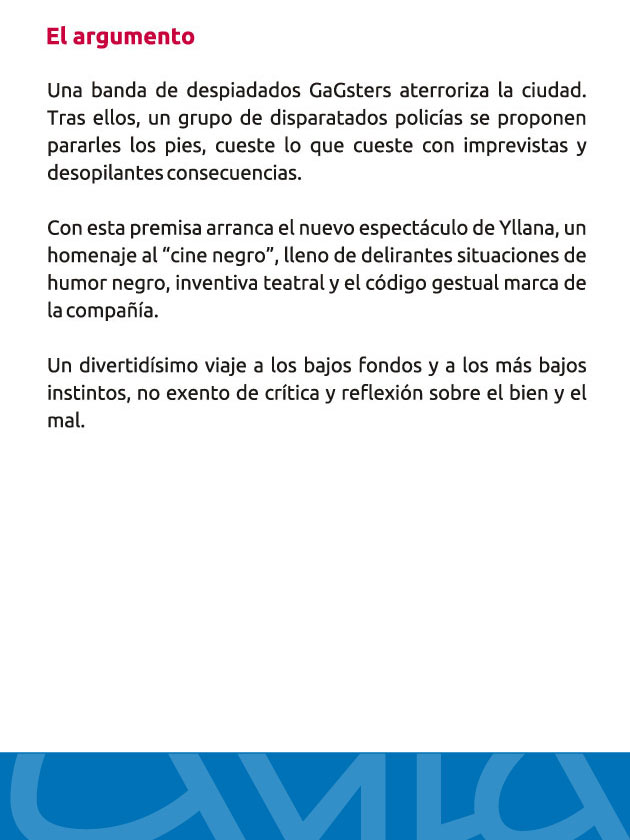 El argumento
Una banda de despiadados GaGsters aterroriza la ciudad.
Tras ellos, un grupo de disparatados policías se proponen
pararles los pies, cueste lo que cueste con imprevistas y
desopilantes consecuencias.
Con esta premisa arranca el nuevo espectáculo de Yllana, un
homenaje al “cine negro”, lleno de delirantes situaciones de
humor negro, inventiva teatral y el código gestual marca de
la compañía.
Un divertidísimo viaje a los bajos fondos y a los más bajos
instintos, no exento de crítica y reflexión sobre el bien y el
mal.